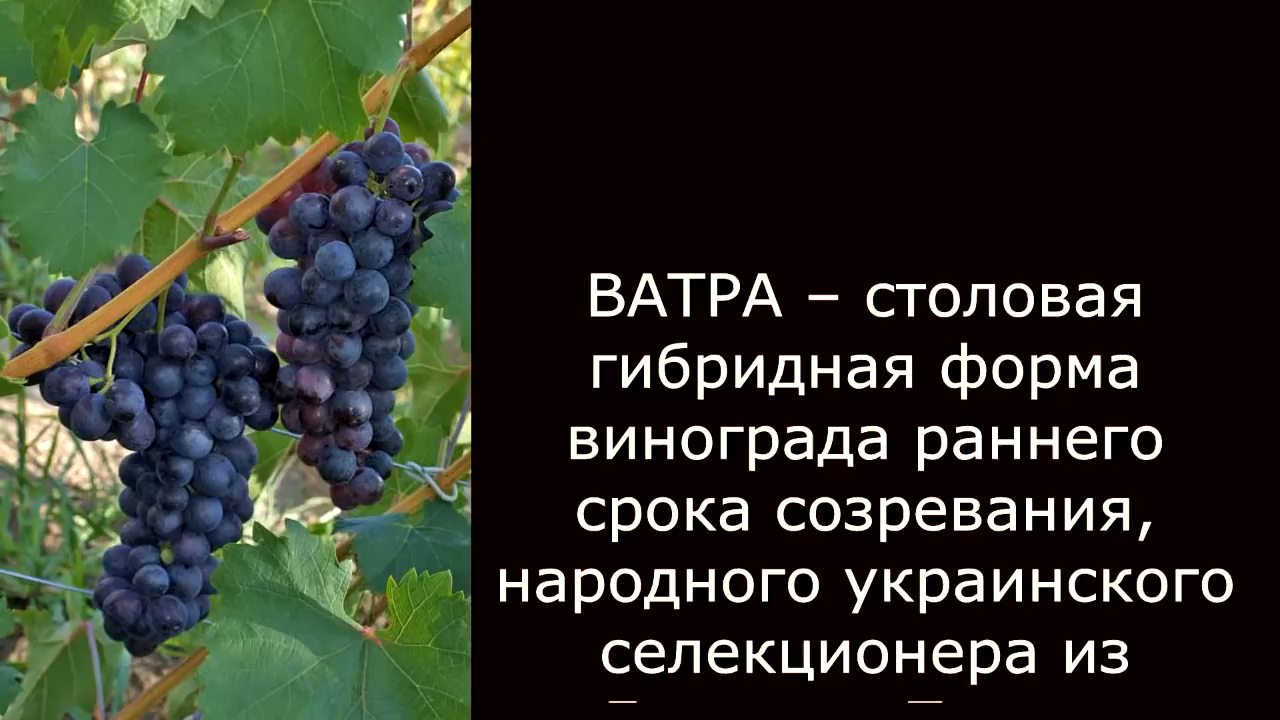 ВАТРА – столовая
гибридная форма
винограда раннего
срока созревания,
народного украинского
селекционера из